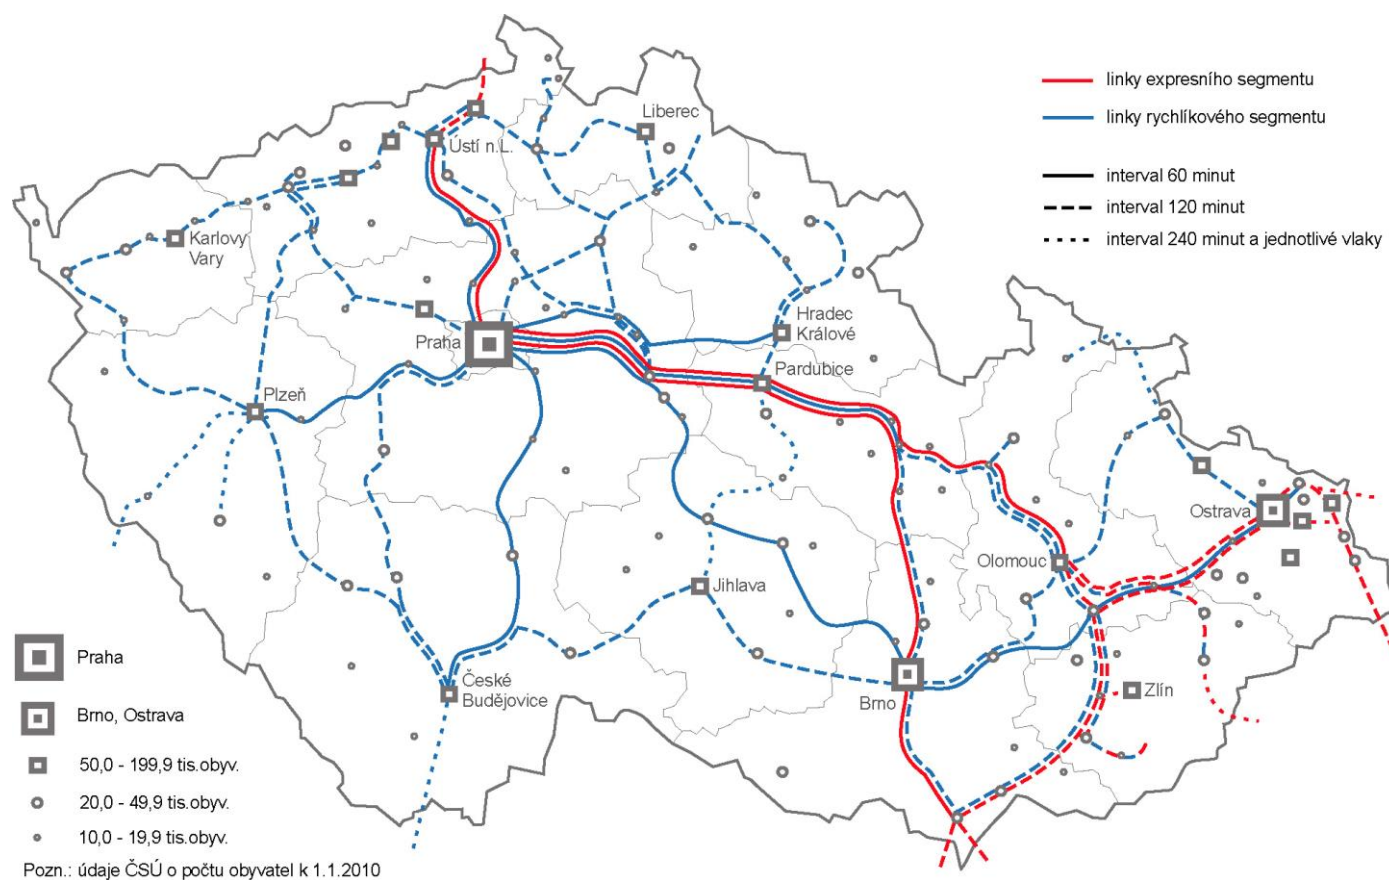 linky expresního segmentu
linky rychlíkového segmentu
interval 60 minut
interval 120 minut
interval 240 minut a jednotlivé vlaky
Liberec
Ústí n.L.
Karlovy
Vary
Hradec
Králové
Praha
Pardubice
Plzeň
Ostrava
Olomouc
Jihlava
České
Budějovice
Brno
Zlín
Praha
Brno, Ostrava
50,0 - 199,9 tis.obyv.
20,0 - 49,9 tis.obyv.
10,0 - 19,9 tis.obyv.
Pozn.: údaje ČSÚ o počtu obyvatel k 1.1.2010